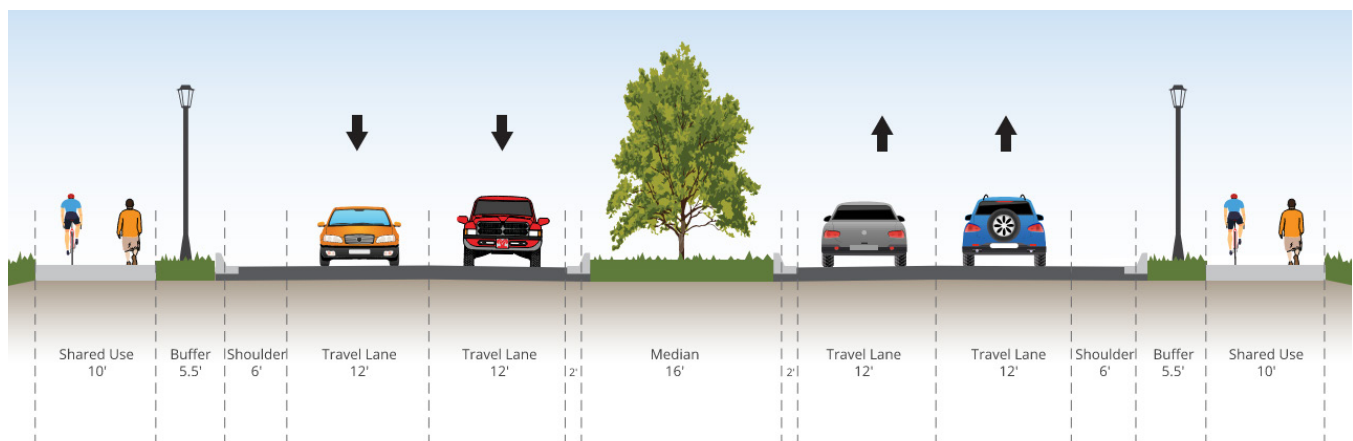 Shared Use
10'
Buffer
5.5'
Shoulder
6'
Travel Lane
12'
Travel Lane
12'
2'
Median
16'
2'
Travel Lane
12'
Travel Lane
12'
Shoulder
6'
Buffer
5.5'
Shared Use
10'